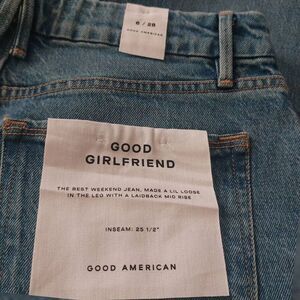 6 / 28
GOOD AMERICAN
GOOD
GIRLFRIEND
THE BEST WEEKEND JEAN, MADE A LIL LOOSE
IN THE LEG WITH A LAIDBACK MID RISE
INSEAM: 25 1/2"
GOOD AMERICAN